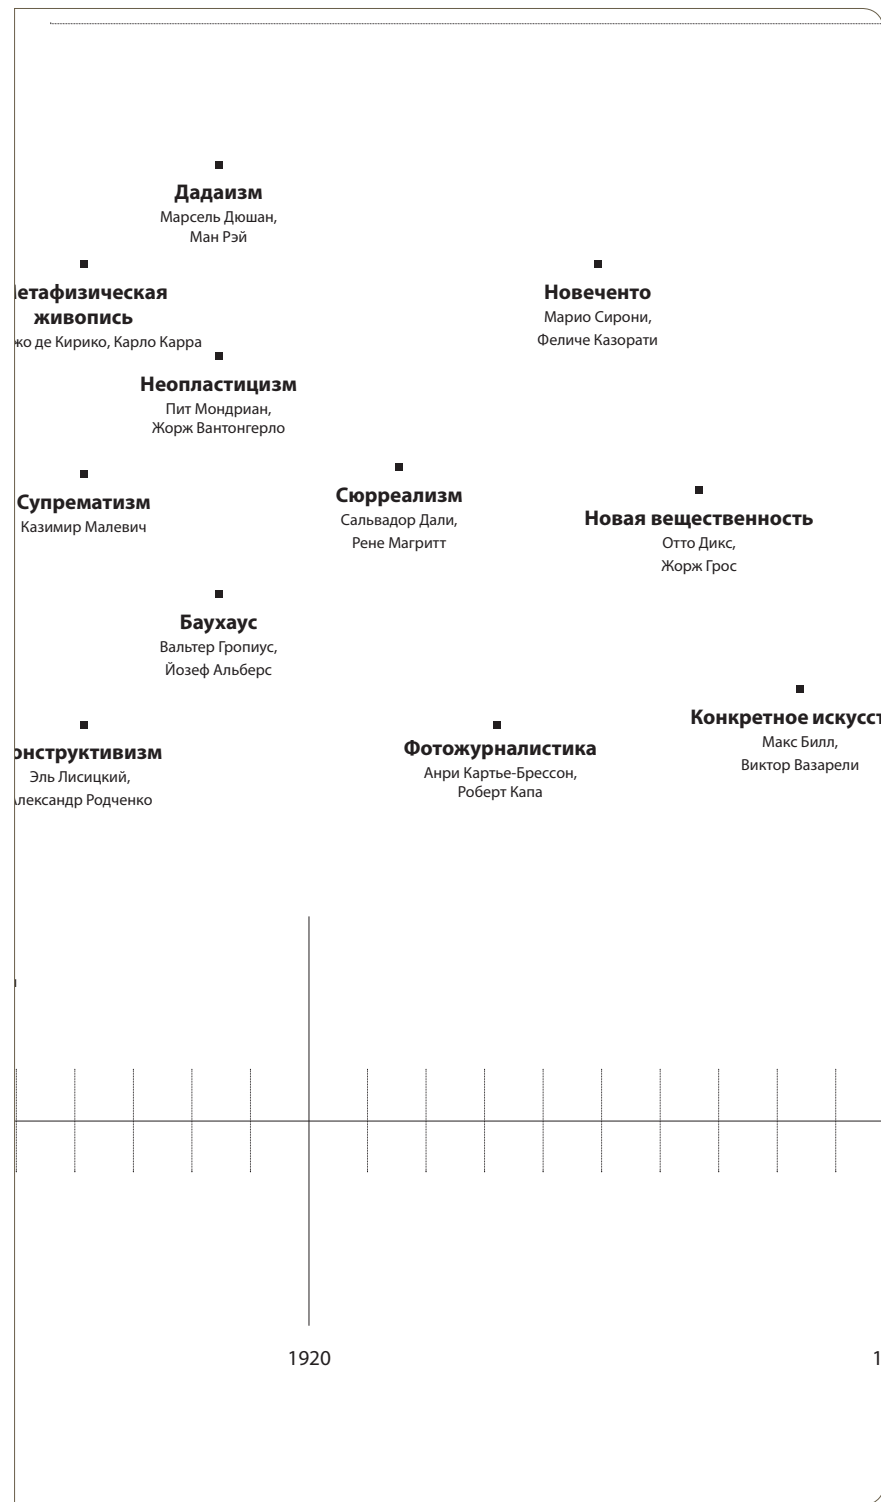 Дадаизм
Марсель Дюшан,
Ман Рэй
етафизическая
живопись
жо де Кирико, Карло Карра
Новеченто
Марио Сирони,
Феличе Казорати
Неопластицизм
Пит Мондриан,
Жорж Вантонгерло
Супрематизм
Казимир Малевич
Сюрреализм
Сальвадор Дали,
Рене Магритт
Новая вещественность
Отто Дикс,
Жорж Грос
Баухаус
Вальтер Гропиус,
Йозеф Альберс
Конкретное искусст
Макс Билл,
Виктор Вазарели
онструктивизм
Эль Лисицкий,
лександр Родченко
Фотожурналистика
Анри Картье-Брессон,
Роберт Капа
1920
1